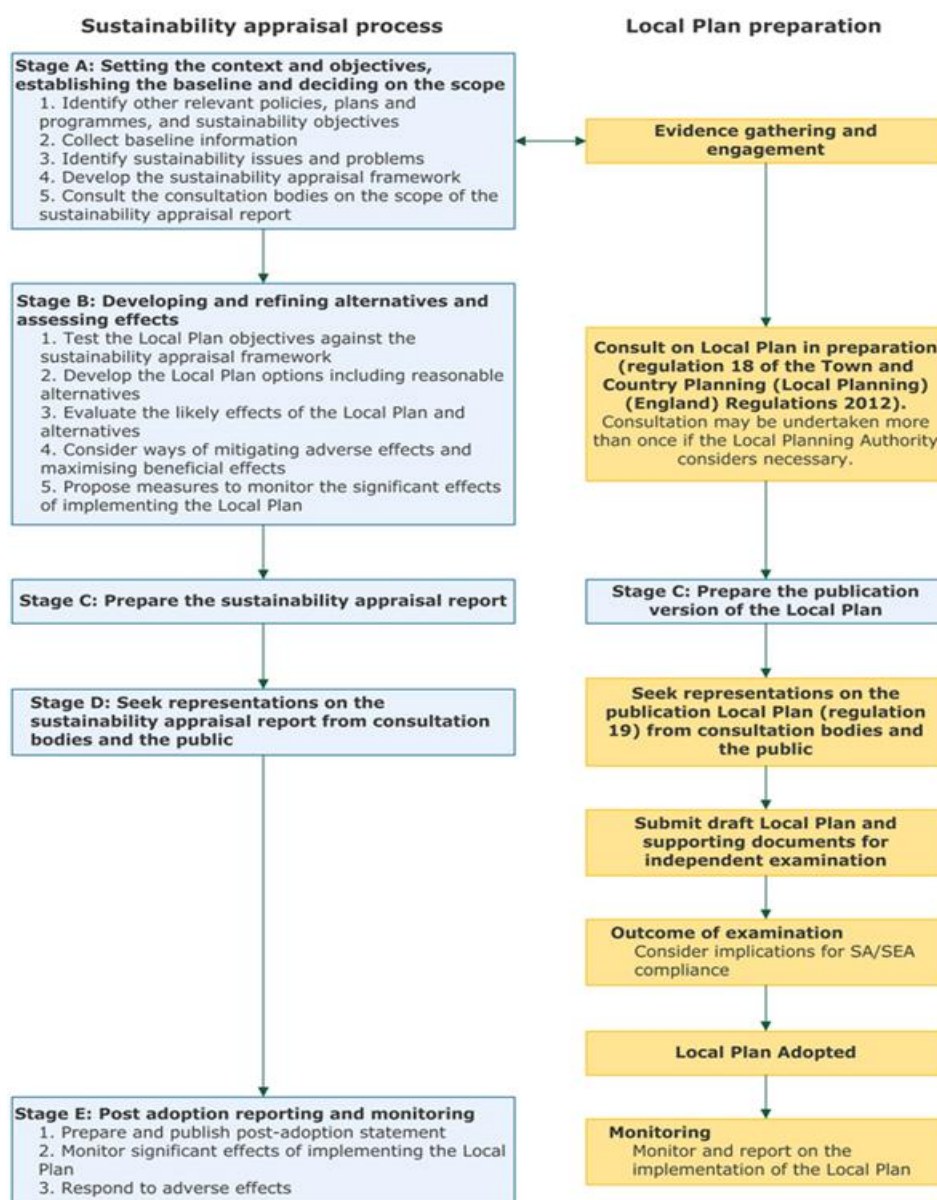 Sustainability appraisal process
Local Plan preparation
Stage A: Setting the context and objectives,
establishing the baseline and deciding on the scope
1. Identify other relevant policies, plans and
programmes, and sustainability objectives
2. Collect baseline information
3. Identify sustainability issues and problems
4. Develop the sustainability appraisal framework
5. Consult the consultation bodies on the scope of the
sustainability appraisal report
Evidence gathering and
engagement
Stage B: Developing and refining alternatives and
assessing effects
1. Test the Local Plan objectives against the
sustainability appraisal framework
2. Develop the Local Plan options including reasonable
alternatives
3. Evaluate the likely effects of the Local Plan and
alternatives
4. Consider ways of mitigating adverse effects and
maximising beneficial effects
5. Propose measures to monitor the significant effects
of implementing the Local Plan
Consult on Local Plan in preparation
(regulation 18 of the Town and
Country Planning (Local Planning)
(England) Regulations 2012).
Consultation may be undertaken more
than once if the Local Planning Authority
considers necessary.
Stage C: Prepare the sustainability appraisal report
Stage C: Prepare the publication
version of the Local Plan
Stage D: Seek representations on the
sustainability appraisal report from consultation
bodies and the public
Seek representations on the
publication Local Plan (regulation
19) from consultation bodies and
the public
Submit draft Local Plan and
supporting documents for
independent examination
Outcome of examination
Consider implications for SA/SEA
compliance
Local Plan Adopted
Stage E: Post adoption reporting and monitoring
1. Prepare and publish post-adoption statement
2. Monitor significant effects of implementing the Local
Plan
3. Respond to adverse effects
Monitoring
Monitor and report on the
implementation of the Local Plan